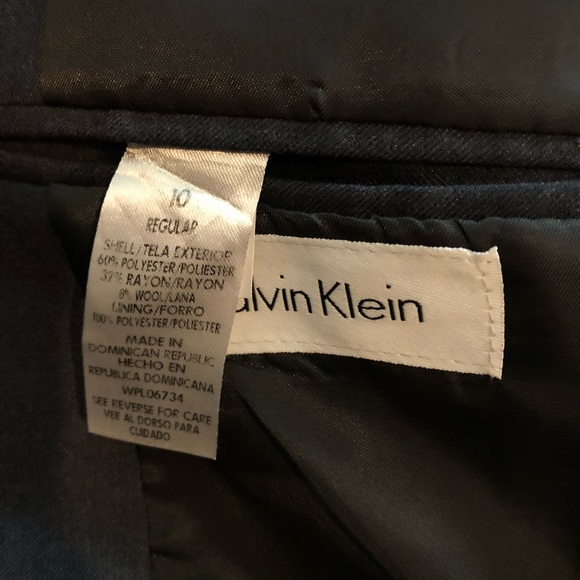 10
REGULAR
SHELL/TELA EXTERIOR
60% POLYESTER/POLIESTER
32% RAYON/RAYON
8% WOOL/LANA
LINING/FORRO
100% POLYESTER/POLIESTER
MADE IN
DOMINICAN REPUBLIC
HECHO EN
REPUBLICA DOMINICANA
WPL06734
SEE REVERSE FOR CARE
VER AL DORSO PARA
CUIDADO
alvin Klein